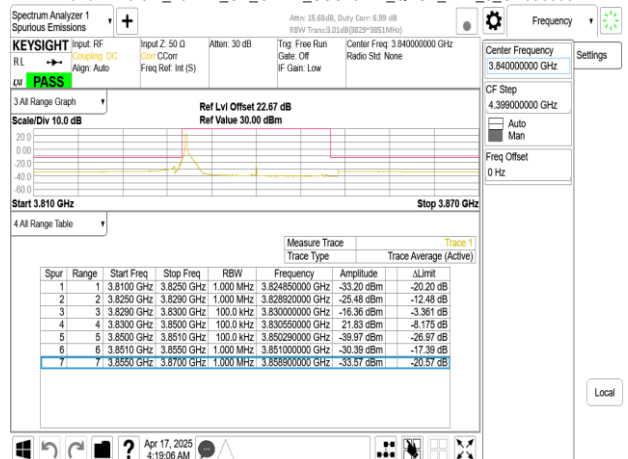 Spectrum Analyzer 1
Spurious Emissions
Attn: 15.68dB, Duty Corr: 6.99 dB
RBW Trans:3.01dB(3829~3851MHz)
Frequency
KEYSIGHT
RL
PASS
Input: RF
Coupling: DC
Align: Auto
Input Z: 50 Ω
Corr CCorr
Freq Ref: Int (S)
Atten: 30 dB
Trig: Free Run
Gate: Off
IF Gain: Low
Center Freq: 3.840000000 GHz
Radio Std: None
Center Frequency
3.840000000 GHz
Settings
CF Step
4.399000000 GHz
Auto
Man
Freq Offset
0 Hz
3 All Range Graph
Scale/Div 10.0 dB
Ref Lvl Offset 22.67 dB
Ref Value 30.00 dBm
20.0
0.00
-20.0
-40.0
-60.0
Start 3.810 GHz
Stop 3.870 GHz
4 All Range Table
Measure Trace Trace 1
Trace Type Trace Average (Active)
Spur Range Start Freq Stop Freq RBW Frequency Amplitude ΔLimit
1 1 3.8100 GHz 3.8250 GHz 1.000 MHz 3.824850000 GHz -33.20 dBm -20.20 dB
2 2 3.8250 GHz 3.8290 GHz 1.000 MHz 3.828920000 GHz -25.48 dBm -12.48 dB
3 3 3.8290 GHz 3.8300 GHz 100.0 kHz 3.830000000 GHz -16.36 dBm -3.361 dB
4 4 3.8300 GHz 3.8500 GHz 100.0 kHz 3.830550000 GHz 21.83 dBm -8.175 dB
5 5 3.8500 GHz 3.8510 GHz 100.0 kHz 3.850290000 GHz -39.97 dBm -26.97 dB
6 6 3.8510 GHz 3.8550 GHz 1.000 MHz 3.851000000 GHz -30.39 dBm -17.39 dB
7 7 3.8550 GHz 3.8700 GHz 1.000 MHz 3.858900000 GHz -33.57 dBm -20.57 dB
Local
Apr 17, 2025
4:19:06 AM